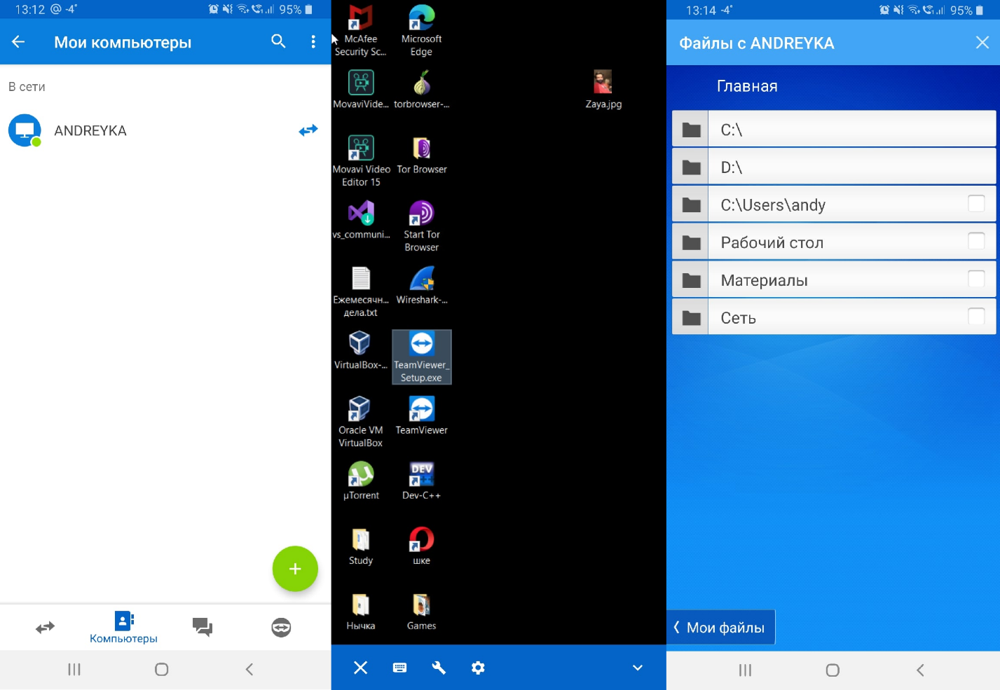 13:12 @ -4° 95%
Мои компьютеры
В сети
ANDREYKA
Компьютеры
McAfee
Security Sc...
Microsoft
Edge
MovaviVide...
torbrowser-...
Zaya.jpg
Movavi Video
Editor 15
Tor Browser
vs_communi...
Start Tor
Browser
Ежемесячн...
дела.txt
Wireshark-...
VirtualBox-...
TeamViewer_
Setup.exe
Oracle VM
VirtualBox
TeamViewer
µTorrent
DEV
Dev-C++
Study
шке
Нычка
Games
13:14 -4° 95%
Файлы с ANDREYKA
Главная
C:\
D:\
C:\Users\andy
Рабочий стол
Материалы
Сеть
Мои файлы